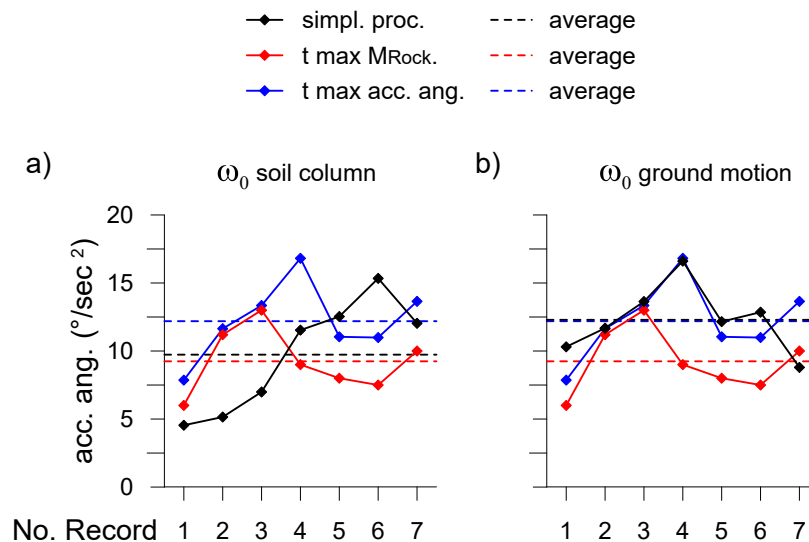 simpl. proc. average
t max MRock. average
t max acc. ang. average
a) ω0 soil column b) ω0 ground motion
20
15
10
5
0
acc. ang. (°/sec 2)
No. Record 1 2 3 4 5 6 7 1 2 3 4 5 6 7